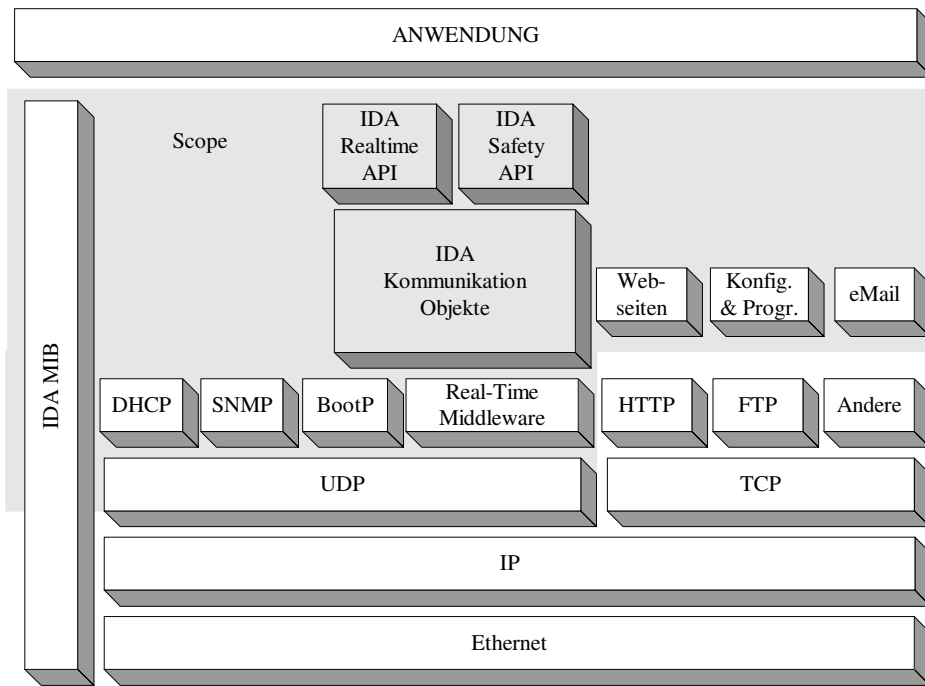 ANWENDUNG
Scope
IDA
Realtime
API
IDA
Safety
API
IDA
Kommunikation
Objekte
Web-
seiten
Konfig.
& Progr.
eMail
IDA MIB
DHCP
SNMP
BootP
Real-Time
Middleware
HTTP
FTP
Andere
UDP
TCP
IP
Ethernet